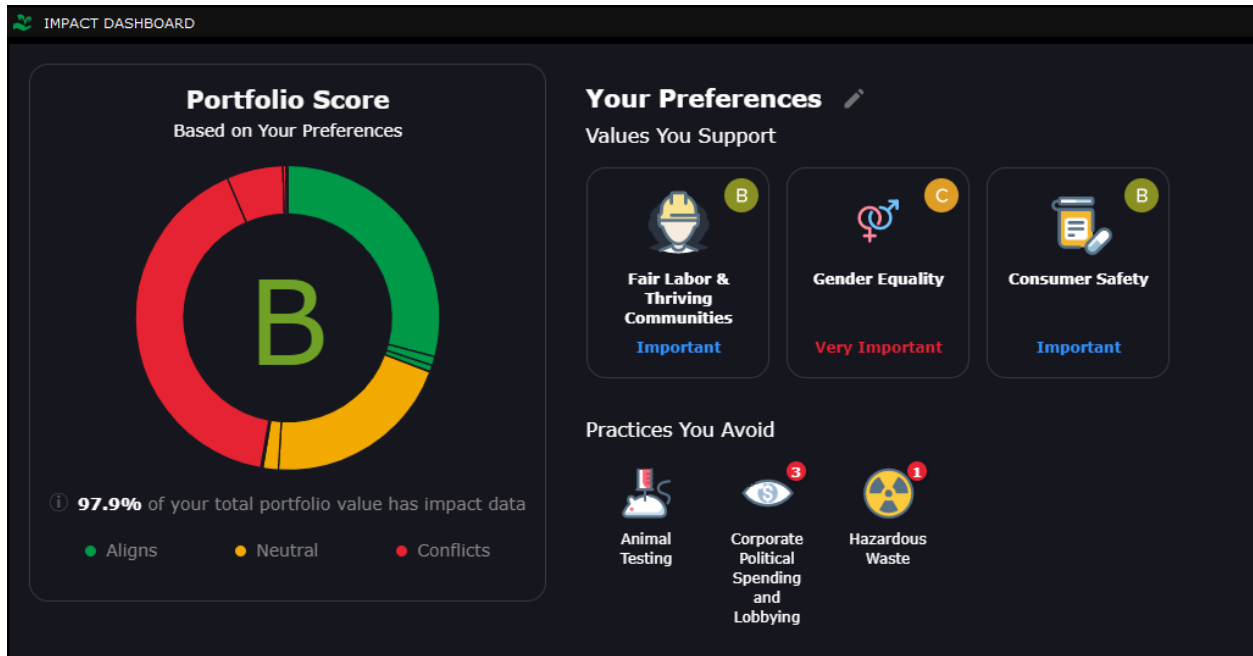 IMPACT DASHBOARD
Portfolio Score
Based on Your Preferences
B
97.9% of your total portfolio value has impact data
Aligns
Neutral
Conflicts
Your Preferences
Values You Support
B
Fair Labor &
Thriving
Communities
Important
C
Gender Equality
Very Important
B
Consumer Safety
Important
Practices You Avoid
Animal
Testing
3
$
Corporate
Political
Spending
and
Lobbying
1
Hazardous
Waste